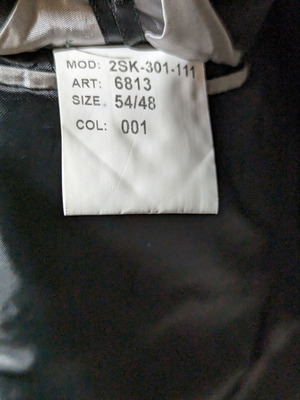 MOD: 2SK-301-111
ART: 6813
SIZE 54/48
COL: 001